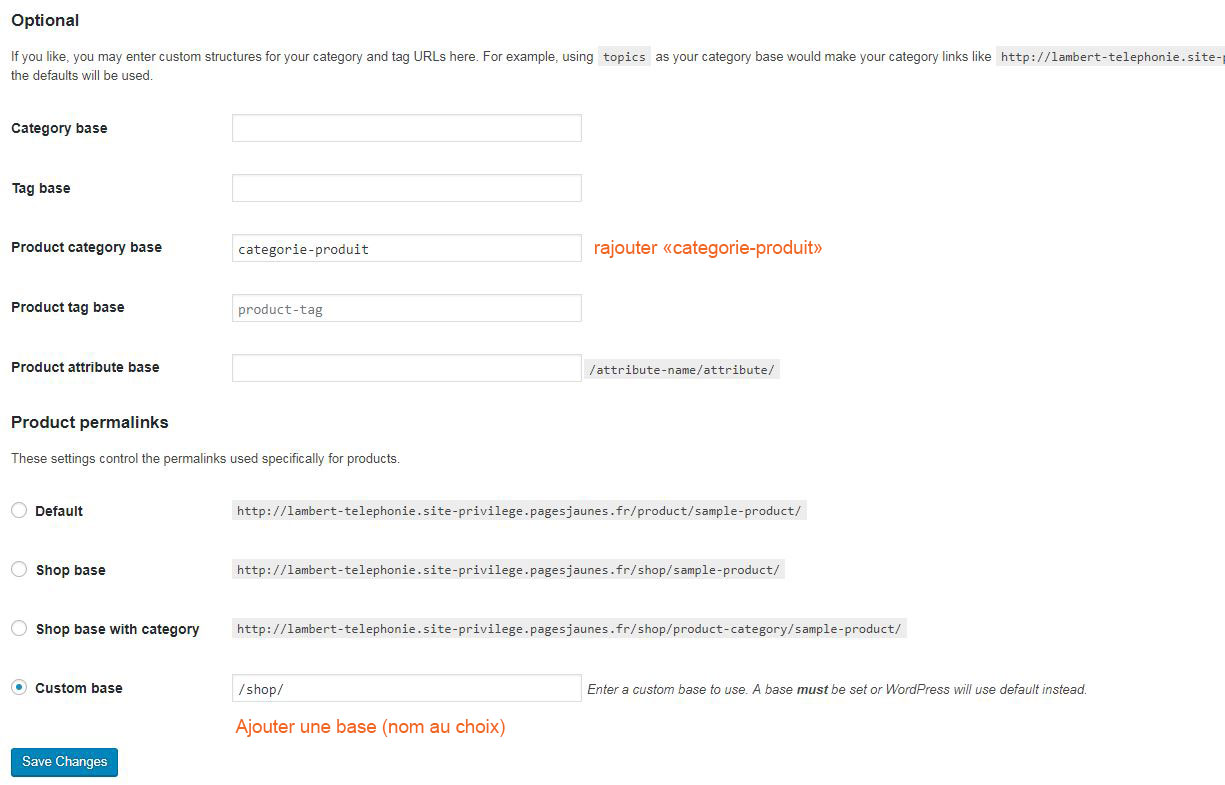 Optional
If you like, you may enter custom structures for your category and tag URLs here. For example, using topics as your category base would make your category links like http://lambert-telephonie.site-p
the defaults will be used.
Category base
Tag base
Product category base categorie-produit rajouter «categorie-produit»
Product tag base product-tag
Product attribute base /attribute-name/attribute/
Product permalinks
These settings control the permalinks used specifically for products.
Default http://lambert-telephonie.site-privilege.pagesjaunes.fr/product/sample-product/
Shop base http://lambert-telephonie.site-privilege.pagesjaunes.fr/shop/sample-product/
Shop base with category http://lambert-telephonie.site-privilege.pagesjaunes.fr/shop/product-category/sample-product/
Custom base /shop/ Enter a custom base to use. A base must be set or WordPress will use default instead.
Ajouter une base (nom au choix)
Save Changes